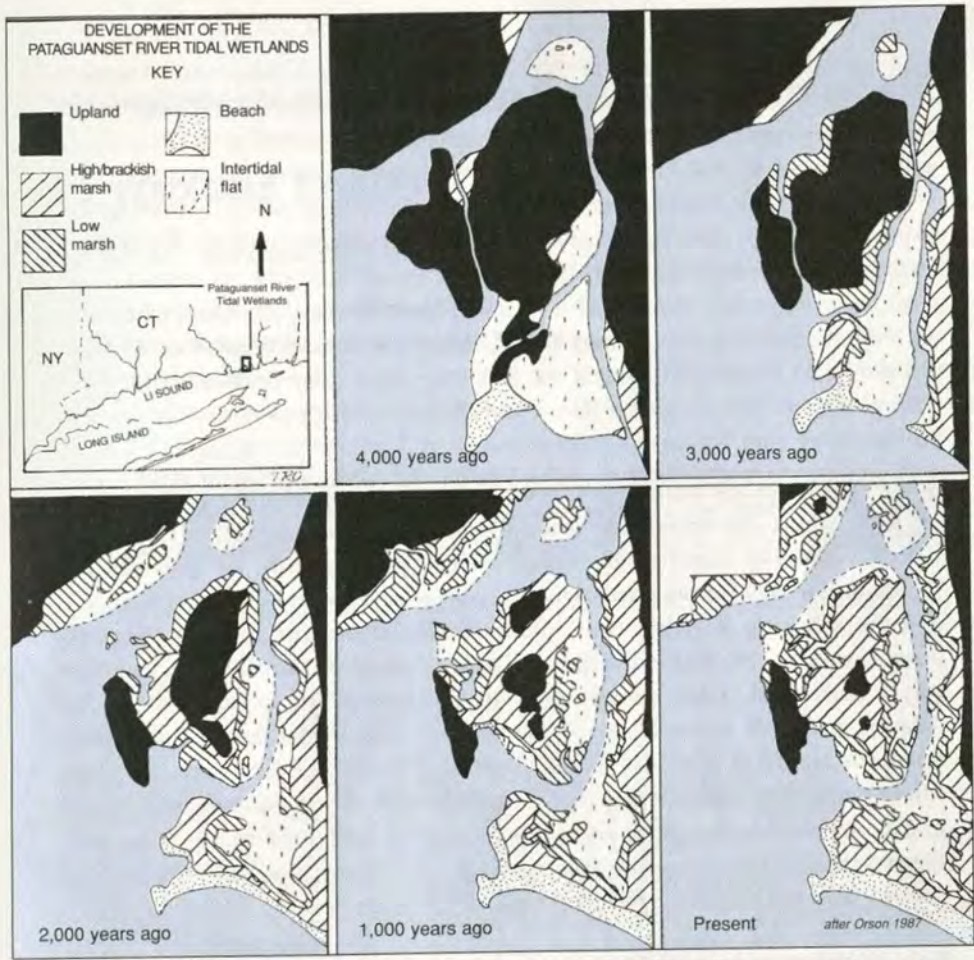 DEVELOPMENT OF THE
PATAGUANSET RIVER TIDAL WETLANDS
KEY
Upland
Beach
High/brackish
marsh
Intertidal
flat
Low
marsh
N
Pataguanset River
Tidal Wetlands
CT
NY
LI SOUND
LONG ISLAND
TRO
4,000 years ago
3,000 years ago
2,000 years ago
1,000 years ago
Present
after Orson 1987